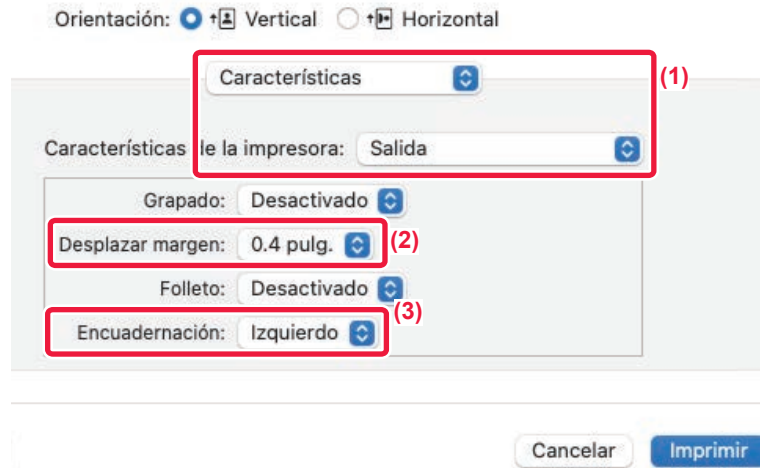 Orientación: Vertical Horizontal
Características (1)
Características de la impresora: Salida
Grapado: Desactivado
Desplazar margen: 0.4 pulg. (2)
Folleto: Desactivado
(3)
Encuadernación: Izquierdo
Cancelar Imprimir